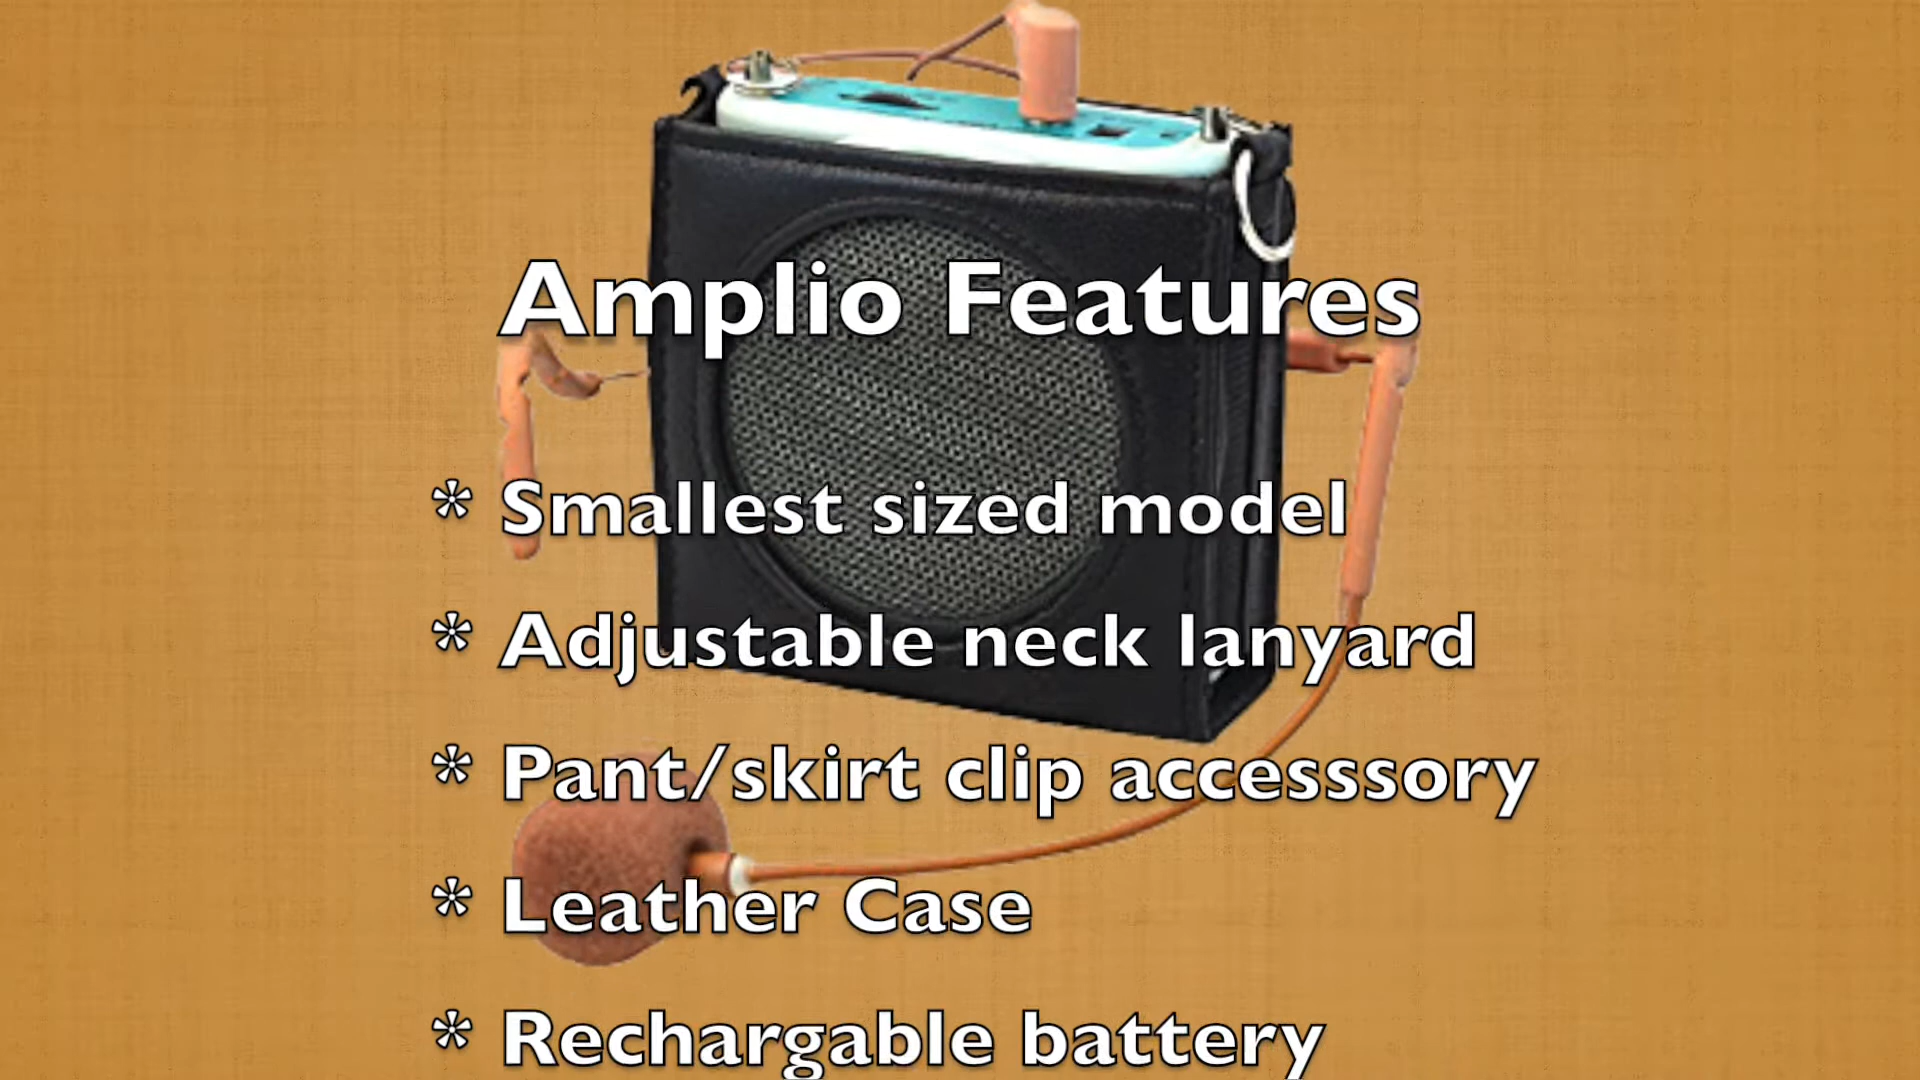 Amplio Features
* Smallest sized model
* Adjustable neck lanyard
* Pant/skirt clip accesssory
* Leather Case
* Rechargable battery